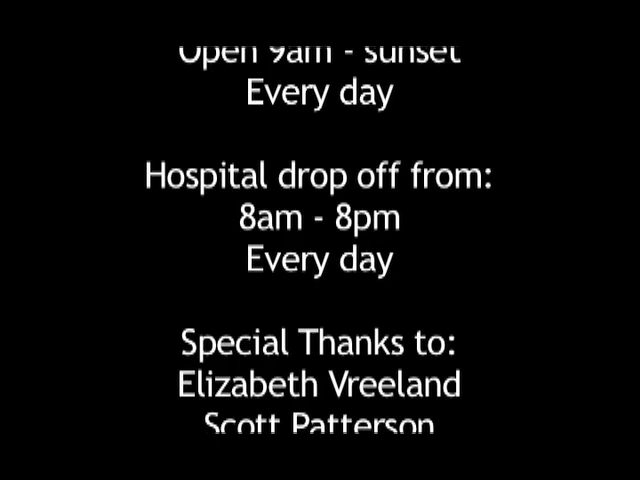 Open 9am - sunset
Every day
Hospital drop off from:
8am - 8pm
Every day
Special Thanks to:
Elizabeth Vreeland
Scott Patterson